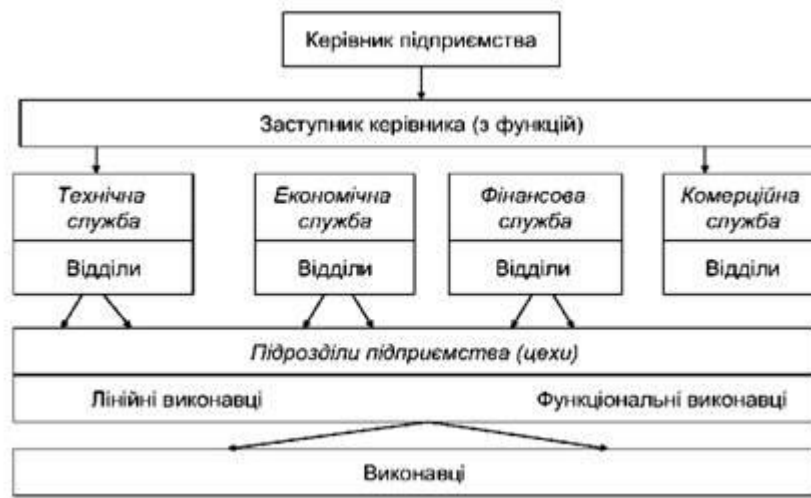 Керівник підприємства
Заступник керівника (з функцій)
Технічна
служба
Економічна
служба
Фінансова
служба
Комерційна
служба
Відділи
Відділи
Відділи
Відділи
Підрозділи підприємства (цехи)
Лінійні виконавці
Функціональні виконавці
Виконавці